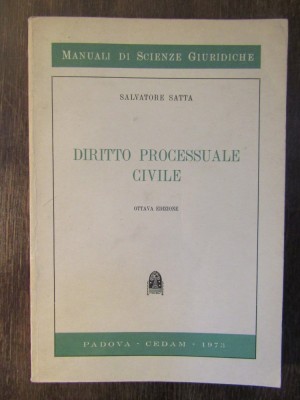 MANUALI DI SCIENZE GIURIDICHE
SALVATORE SATTA
DIRITTO PROCESSUALE
CIVILE
OTTAVA EDIZIONE
PADOVA - CEDAM - 1973